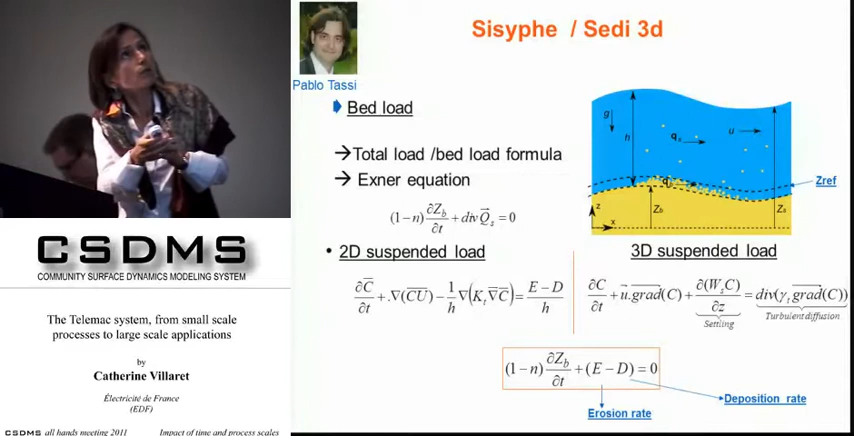 Sisyphe / Sedi 3d
Pablo Tassi
Bed load
→Total load /bed load formula
→ Exner equation
(1−n) ∂Z_b/∂t + div Q⃗_s = 0
g
h
q_s
u
Zref
z
x
Z_b
Z_s
• 2D suspended load
∂C̅/∂t + .∇(C̅U̅) − 1/h ∇(K_t ∇̅C̅) = (E − D)/h
3D suspended load
∂C/∂t + u⃗.grad(C) + ∂(W_s C)/∂z = div(γ_t grad(C))
Settling
Turbulent diffusion
(1−n) ∂Z_b/∂t + (E − D) = 0
Deposition rate
Erosion rate
CSDMS
COMMUNITY SURFACE DYNAMICS MODELING SYSTEM
The Telemac system, from small scale
processes to large scale applications
by
Catherine Villaret
Électricité de France
(EDF)
CSDMS all hands meeting 2011 Impact of time and process scales